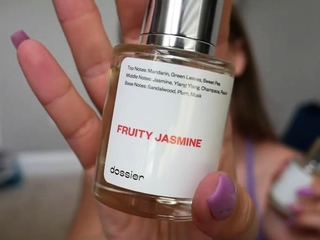 Top Notes: Mandarin, Green Leaves, Sweet Pea
Middle Notes: Jasmine, Ylang Ylang, Champaca, Peach
Base Notes: Sandalwood, Plum, Musk
FRUITY JASMINE
dossier